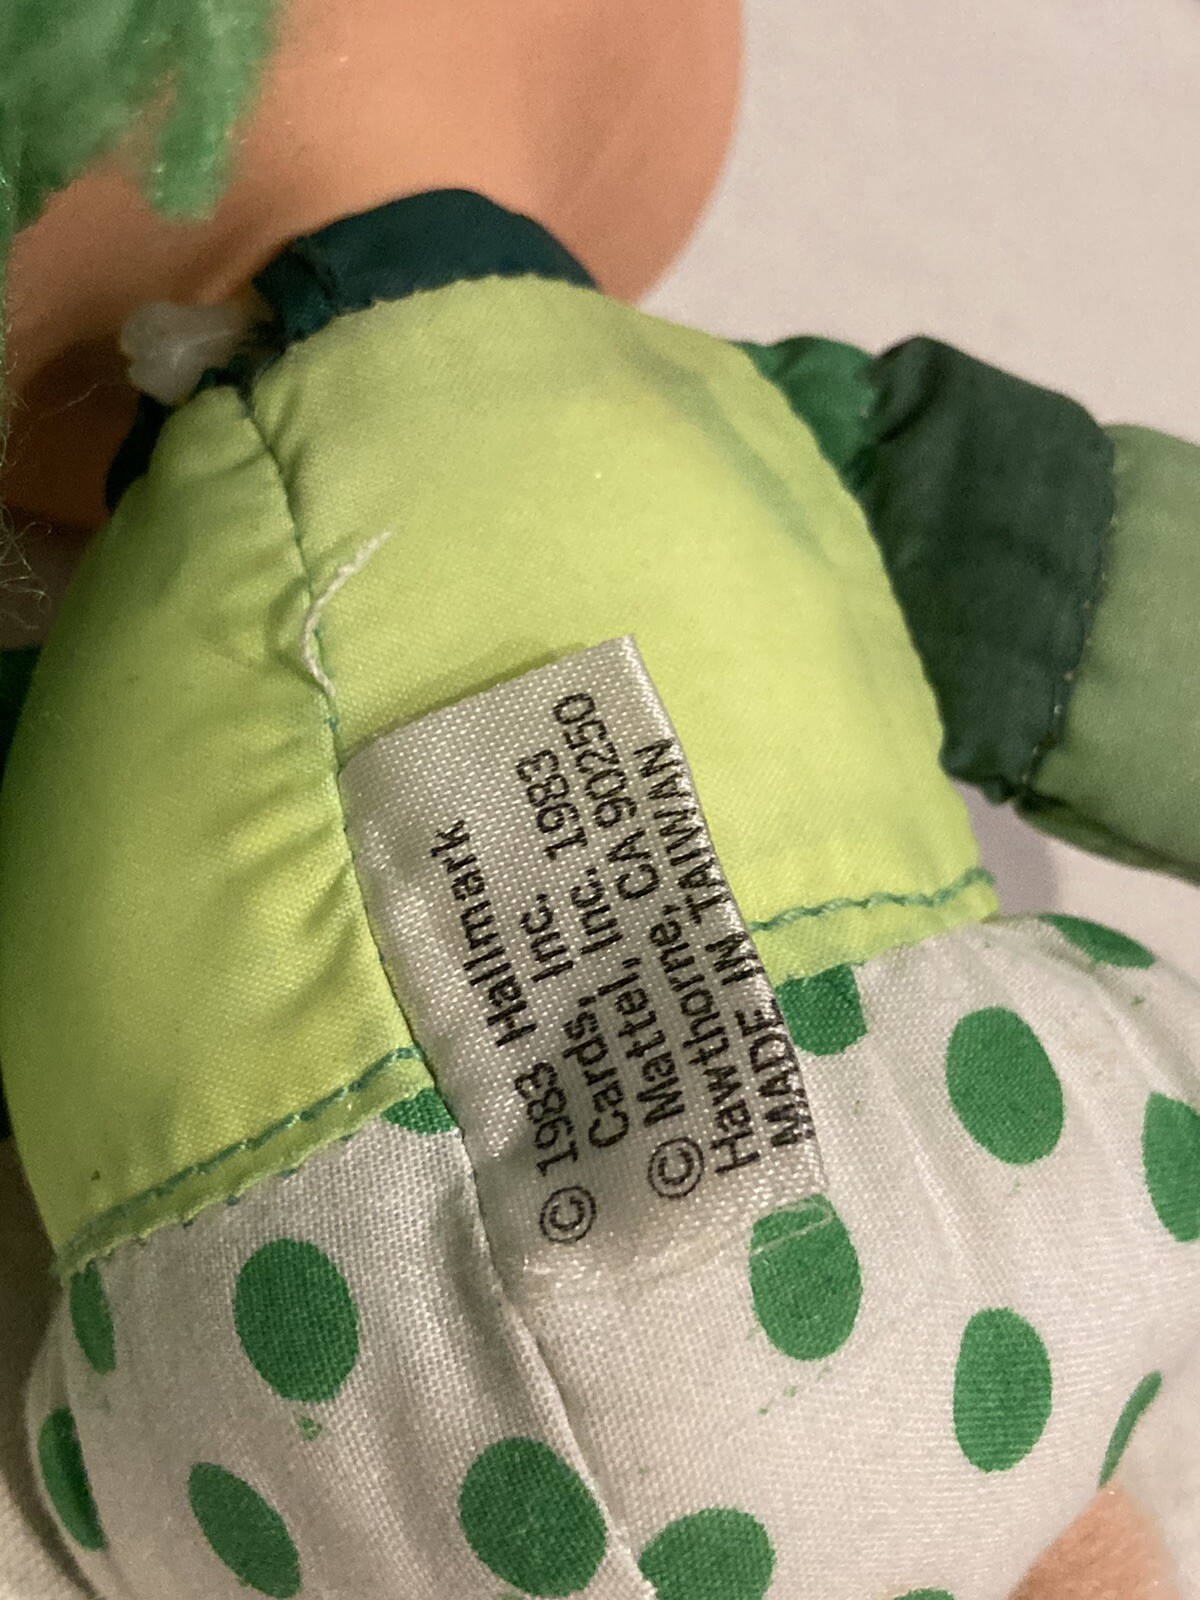 © 1983 Hallmark
Cards, Inc. 1983
© Mattel, Inc. 1983
Hawthorne, CA 90250
MADE IN TAIWAN